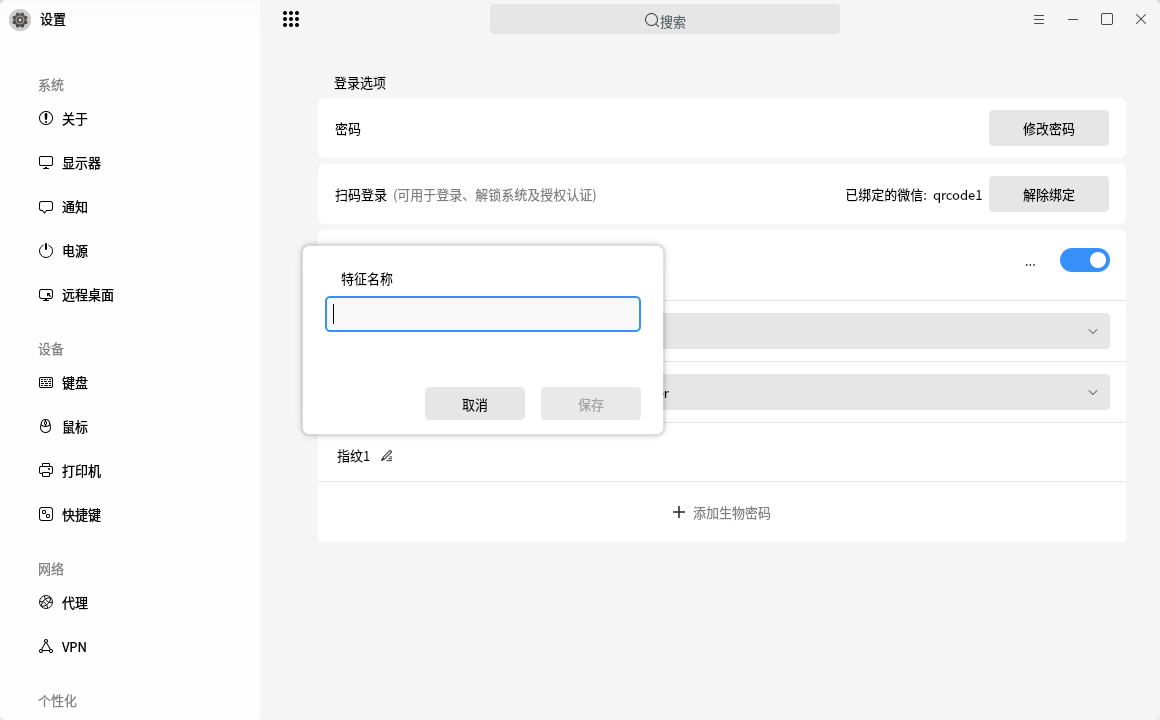 设置
搜索
系统
关于
显示器
通知
电源
远程桌面
设备
键盘
鼠标
打印机
快捷键
网络
代理
VPN
个性化
登录选项
密码
修改密码
扫码登录 (可用于登录、解锁系统及授权认证)
已绑定的微信: qrcode1
解除绑定
...
特征名称
取消
保存
r
指纹1
添加生物密码